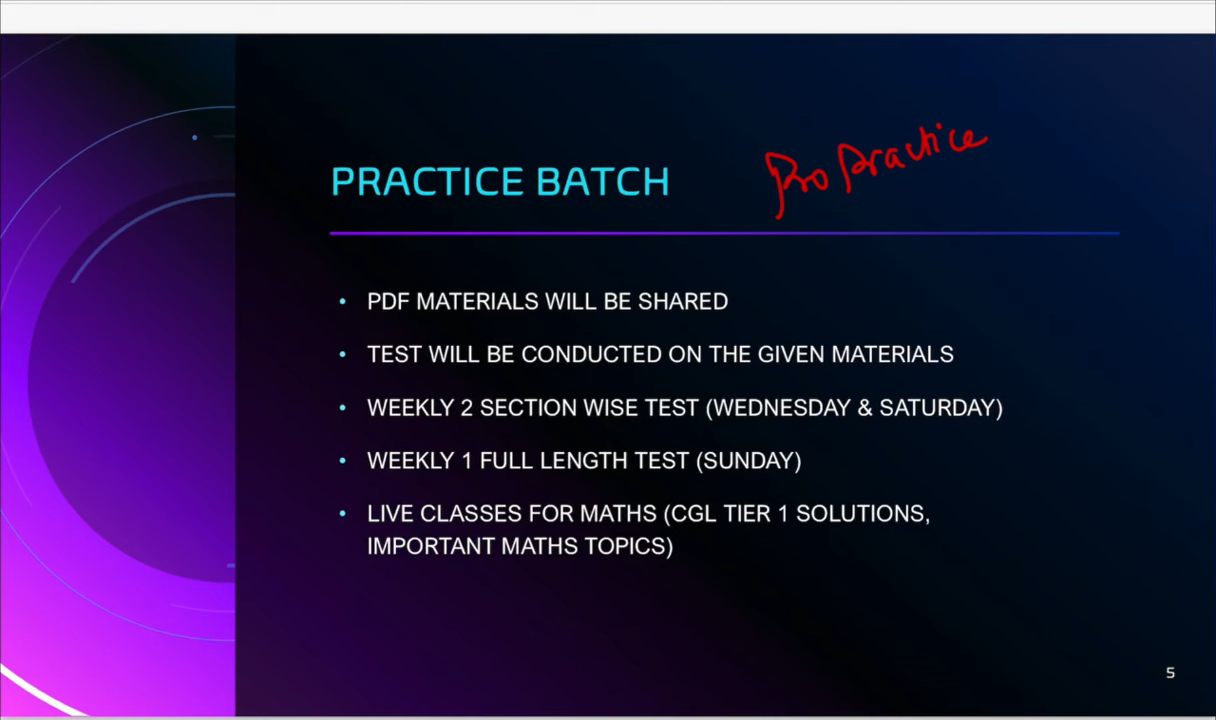 PRACTICE BATCH
Pro Practice
• PDF MATERIALS WILL BE SHARED
• TEST WILL BE CONDUCTED ON THE GIVEN MATERIALS
• WEEKLY 2 SECTION WISE TEST (WEDNESDAY & SATURDAY)
• WEEKLY 1 FULL LENGTH TEST (SUNDAY)
• LIVE CLASSES FOR MATHS (CGL TIER 1 SOLUTIONS,
IMPORTANT MATHS TOPICS)
5